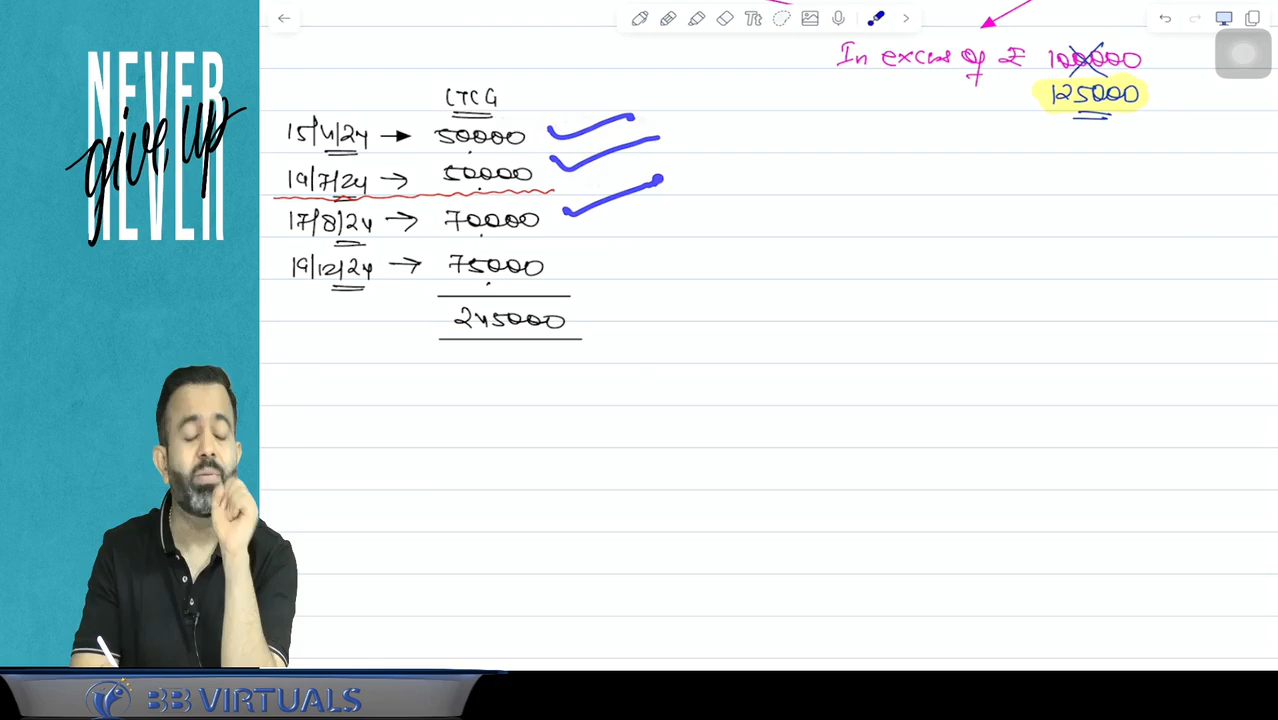 NEVER
give up
NEVER
In excess of ₹ 100000
125000
LTCG
15/4/24 → 50000
19/7/24 → 50000
17/8/24 → 70000
19/12/24 → 75000
245000
Tt
BB VIRTUALS